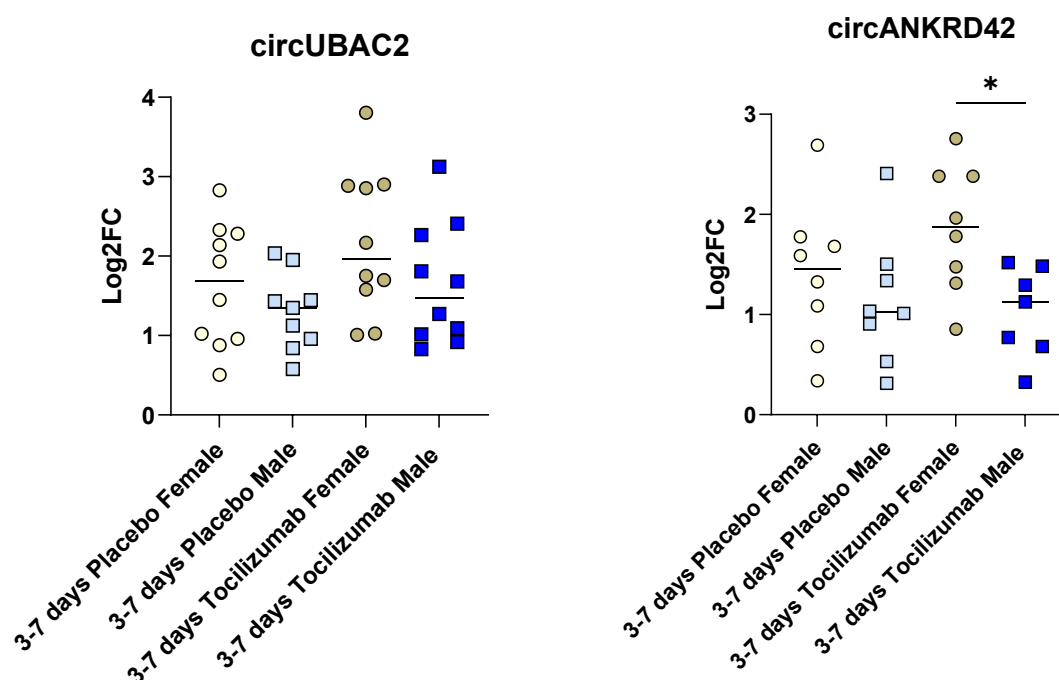 circUBAC2
Log2FC
4
3
2
1
0
3-7 days Placebo Female
3-7 days Placebo Male
3-7 days Tocilizumab Female
3-7 days Tocilizumab Male
circANKRD42
*
Log2FC
3
2
1
0
3-7 days Placebo Female
3-7 days Placebo Male
3-7 days Tocilizumab Female
3-7 days Tocilizumab Male